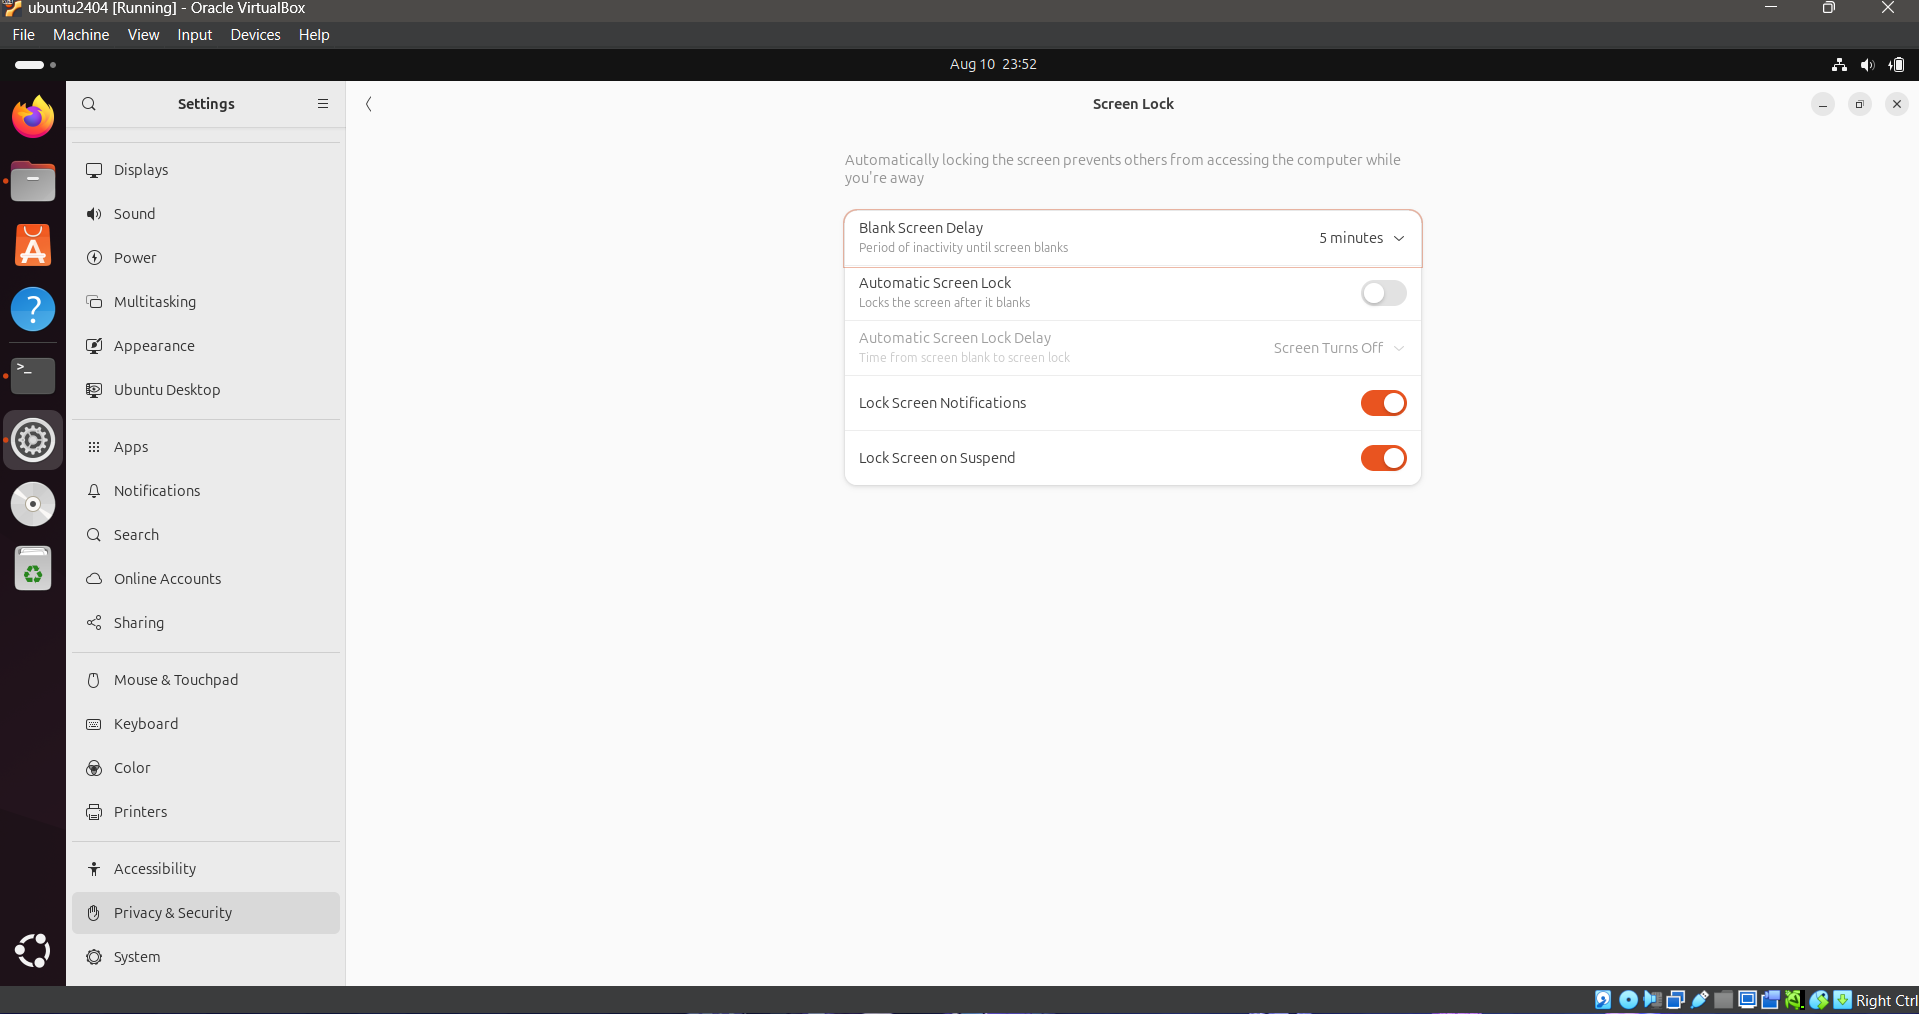 ubuntu2404 [Running] - Oracle VirtualBox
File Machine View Input Devices Help
Aug 10 23:52
Settings
Screen Lock
Displays
Sound
Power
Multitasking
Appearance
Ubuntu Desktop
Apps
Notifications
Search
Online Accounts
Sharing
Mouse & Touchpad
Keyboard
Color
Printers
Accessibility
Privacy & Security
System
Automatically locking the screen prevents others from accessing the computer while
you're away
Blank Screen Delay
Period of inactivity until screen blanks
5 minutes
Automatic Screen Lock
Locks the screen after it blanks
Automatic Screen Lock Delay
Time from screen blank to screen lock
Screen Turns Off
Lock Screen Notifications
Lock Screen on Suspend
Right Ctrl